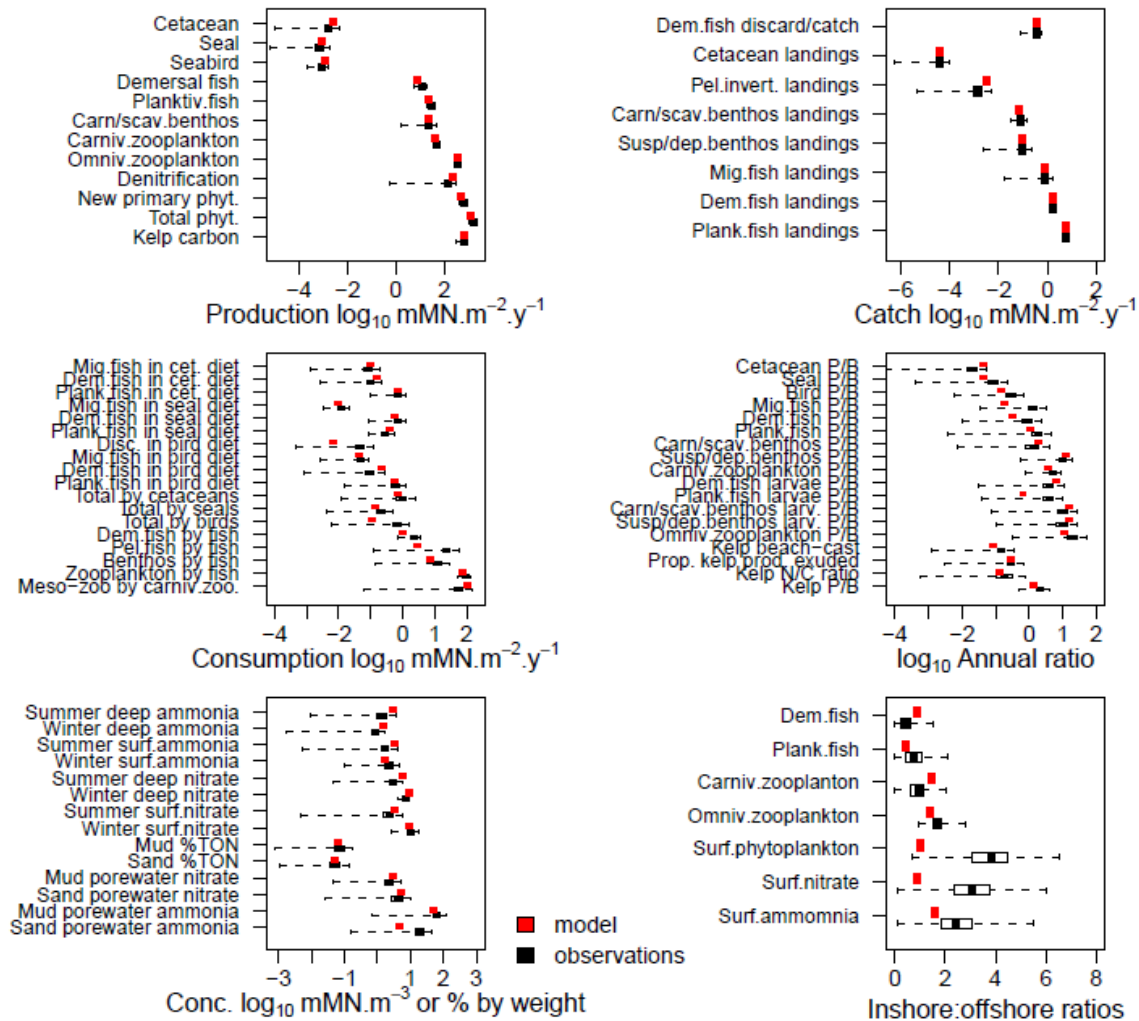 Cetacean
Seal
Seabird
Demersal fish
Planktiv.fish
Carn/scav.benthos
Carniv.zooplankton
Omniv.zooplankton
Denitrification
New primary phyt.
Total phyt.
Kelp carbon
−4 −2 0 2
Production log10 mMN.m−2.y−1
Dem.fish discard/catch
Cetacean landings
Pel.invert. landings
Carn/scav.benthos landings
Susp/dep.benthos landings
Mig.fish landings
Dem.fish landings
Plank.fish landings
−6 −4 −2 0 2
Catch log10 mMN.m−2.y−1
Mig.fish in cet. diet
Dem.fish in cet. diet
Plank.fish in cet. diet
Mig.fish in seal diet
Dem.fish in seal diet
Plank.fish in seal diet
Disc. in bird diet
Mig.fish in bird diet
Dem.fish in bird diet
Plank.fish in bird diet
Total by cetaceans
Total by seals
Total by birds
Dem.fish by fish
Pel.fish by fish
Benthos by fish
Zooplankton by fish
Meso−zoo by carniv.zoo.
−4 −2 0 2
Consumption log10 mMN.m−2.y−1
Cetacean P/B
Seal P/B
Bird P/B
Mig.fish P/B
Dem.fish P/B
Plank.fish P/B
Carn/scav.benthos P/B
Susp/dep.benthos P/B
Carniv.zooplankton P/B
Dem.fish larvae P/B
Plank.fish larvae P/B
Carn/scav.benthos larv. P/B
Susp/dep.benthos larv. P/B
Omniv.zooplankton P/B
Kelp beach−cast
Prop. kelp prod. exuded
Kelp N/C ratio
Kelp P/B
−4 −2 0 1 2
log10 Annual ratio
Summer deep ammonia
Winter deep ammonia
Summer surf.ammonia
Winter surf.ammonia
Summer deep nitrate
Winter deep nitrate
Summer surf.nitrate
Winter surf.nitrate
Mud %TON
Sand %TON
Mud porewater nitrate
Sand porewater nitrate
Mud porewater ammonia
Sand porewater ammonia
−3 −1 0 1 2 3
Conc. log10 mMN.m−3 or % by weight
model
observations
Dem.fish
Plank.fish
Carniv.zooplanton
Omniv.zooplankton
Surf.phytoplankton
Surf.nitrate
Surf.ammomnia
0 2 4 6 8
Inshore:offshore ratios